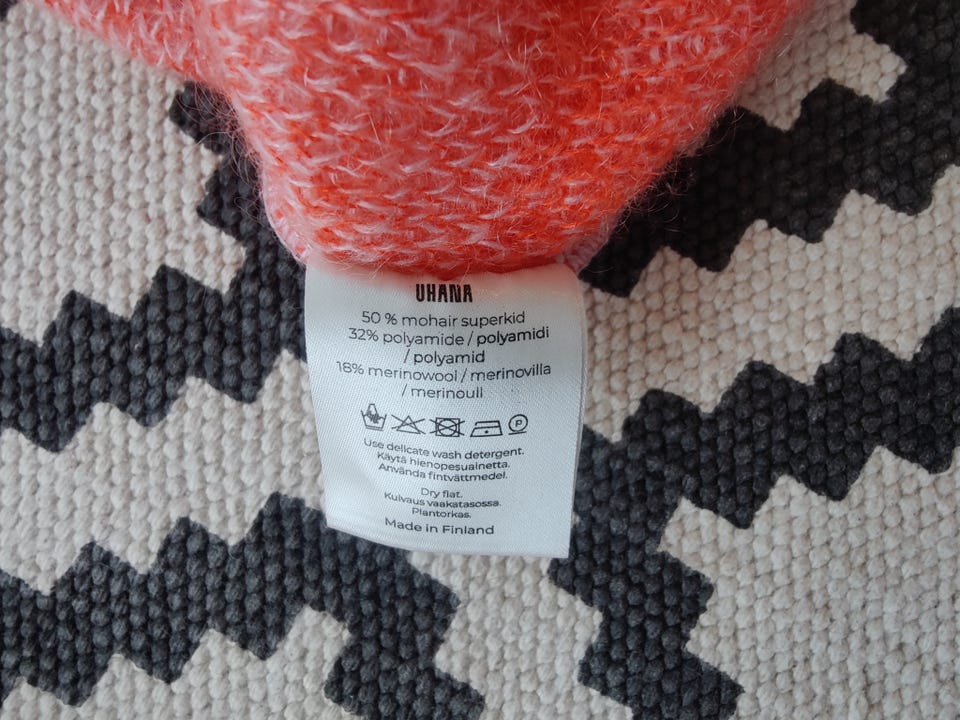 UHANA
50 % mohair superkid
32% polyamide / polyamidi
/ polyamid
18% merinowool / merinovilla
/ merinoull
Use delicate wash detergent.
Käytä hienopesuainetta.
Använda fintvättmedel.
Dry flat.
Kuivaus vaakatasossa.
Plantorkas.
Made in Finland